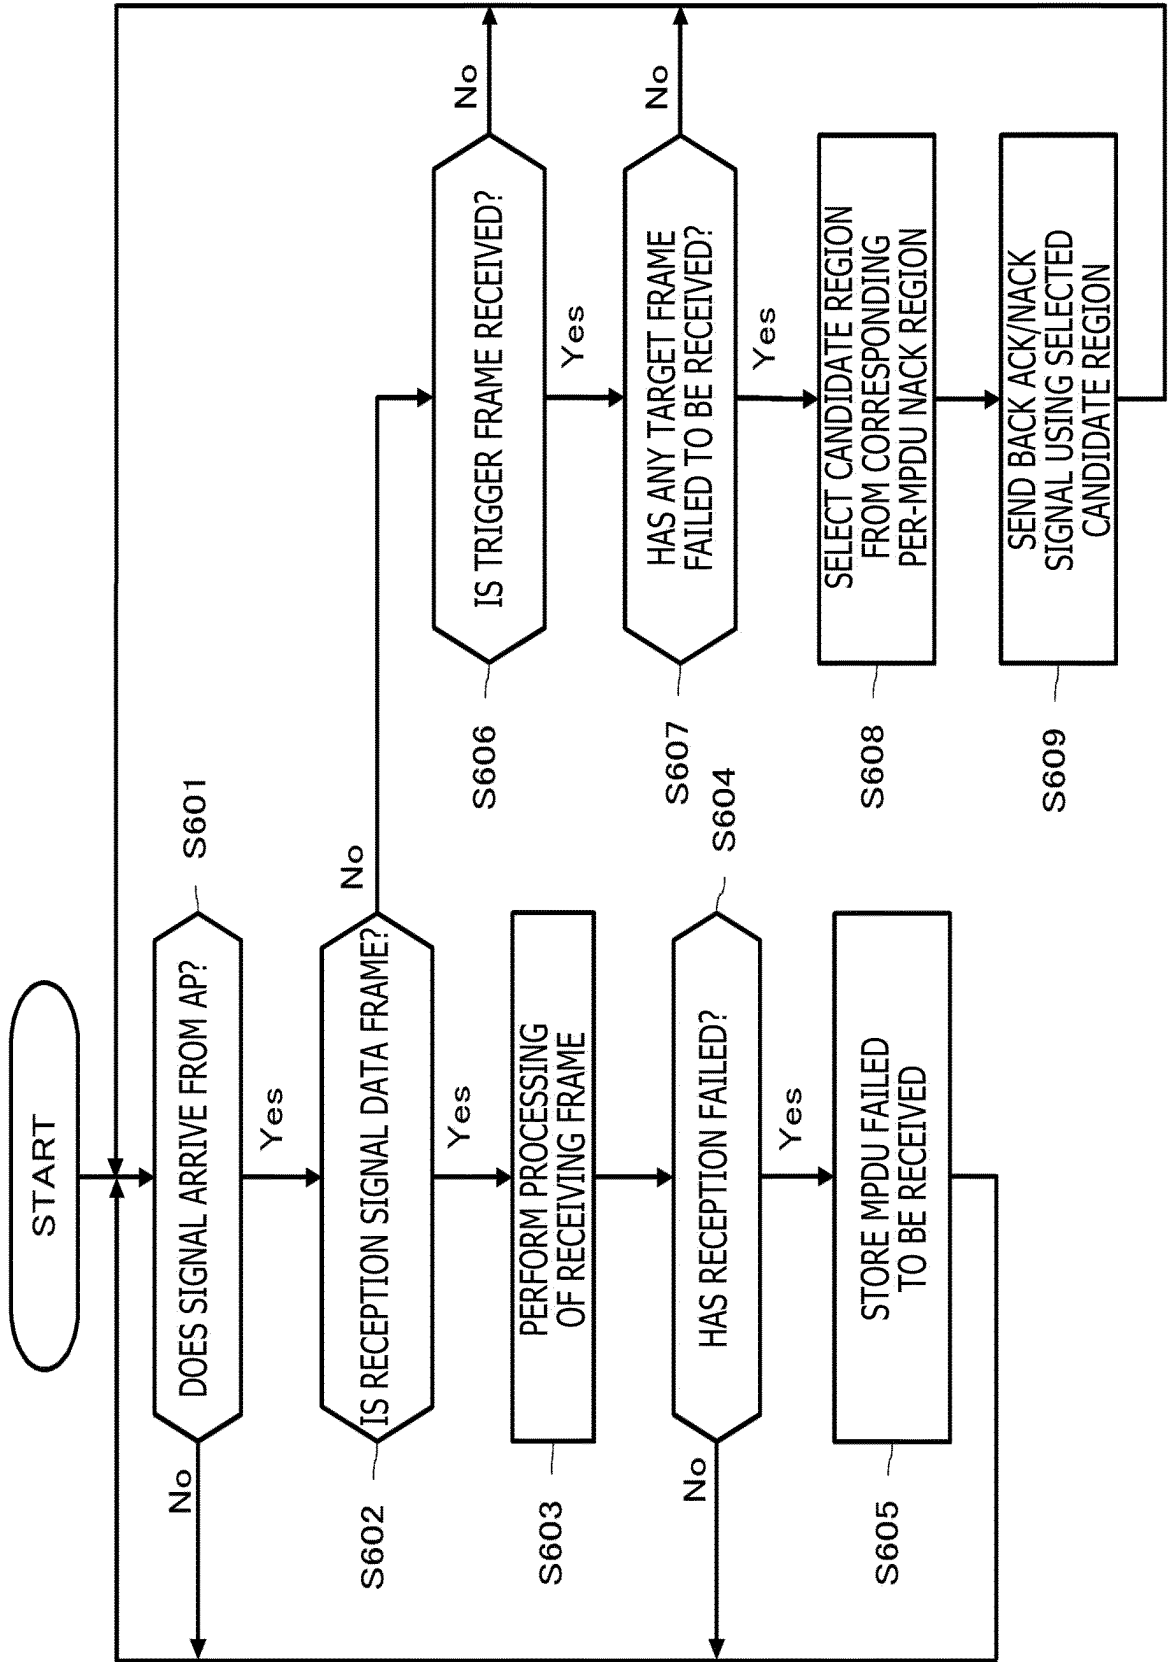 START
DOES SIGNAL ARRIVE FROM AP?
S601
No
Yes
IS RECEPTION SIGNAL DATA FRAME?
S602
No
Yes
PERFORM PROCESSING
OF RECEIVING FRAME
S603
HAS RECEPTION FAILED?
S604
No
Yes
STORE MPDU FAILED
TO BE RECEIVED
S605
IS TRIGGER FRAME RECEIVED?
S606
No
Yes
HAS ANY TARGET FRAME
FAILED TO BE RECEIVED?
S607
No
Yes
SELECT CANDIDATE REGION
FROM CORRESPONDING
PER-MPDU NACK REGION
S608
SEND BACK ACK/NACK
SIGNAL USING SELECTED
CANDIDATE REGION
S609